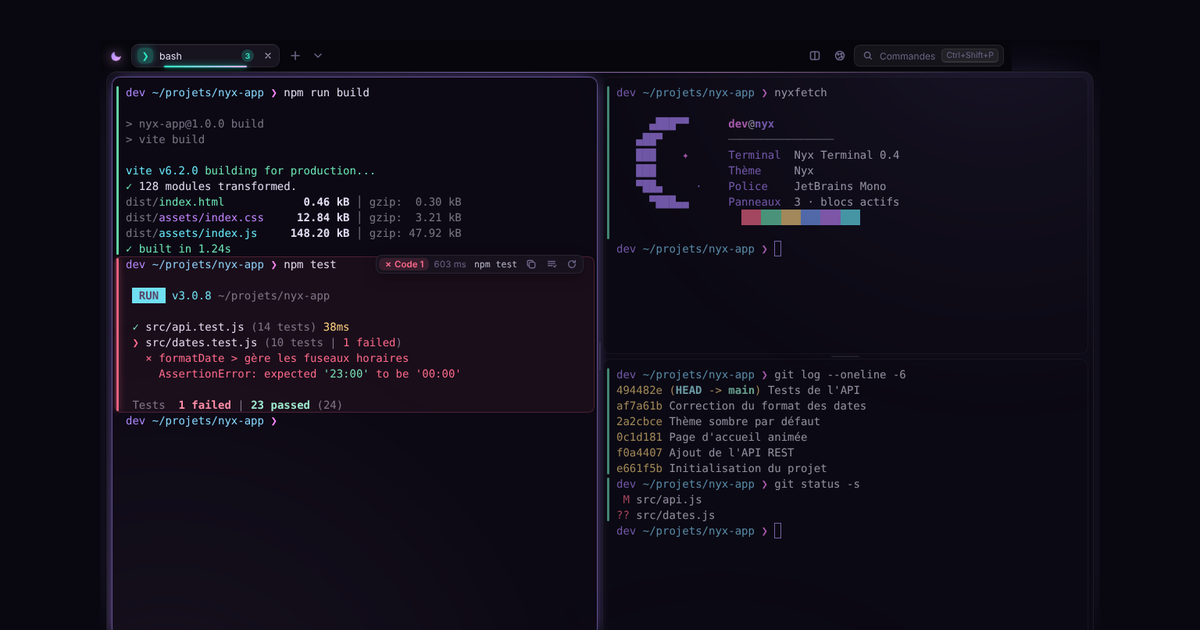 bash 3
Commandes Ctrl+Shift+P
dev ~/projets/nyx-app ❯ npm run build
> nyx-app@1.0.0 build
> vite build
vite v6.2.0 building for production...
✓ 128 modules transformed.
dist/index.html 0.46 kB │ gzip: 0.30 kB
dist/assets/index.css 12.84 kB │ gzip: 3.21 kB
dist/assets/index.js 148.20 kB │ gzip: 47.92 kB
✓ built in 1.24s
dev ~/projets/nyx-app ❯ npm test
× Code 1 603 ms npm test
RUN v3.0.8 ~/projets/nyx-app
✓ src/api.test.js (14 tests) 38ms
❯ src/dates.test.js (10 tests | 1 failed)
× formatDate > gère les fuseaux horaires
AssertionError: expected '23:00' to be '00:00'
Tests 1 failed | 23 passed (24)
dev ~/projets/nyx-app ❯
dev ~/projets/nyx-app ❯ nyxfetch
dev@nyx
Terminal Nyx Terminal 0.4
Thème Nyx
Police JetBrains Mono
Panneaux 3 · blocs actifs
dev ~/projets/nyx-app ❯
dev ~/projets/nyx-app ❯ git log --oneline -6
494482e (HEAD -> main) Tests de l'API
af7a61b Correction du format des dates
2a2cbce Thème sombre par défaut
0c1d181 Page d'accueil animée
f0a4407 Ajout de l'API REST
e661f5b Initialisation du projet
dev ~/projets/nyx-app ❯ git status -s
M src/api.js
?? src/dates.js
dev ~/projets/nyx-app ❯